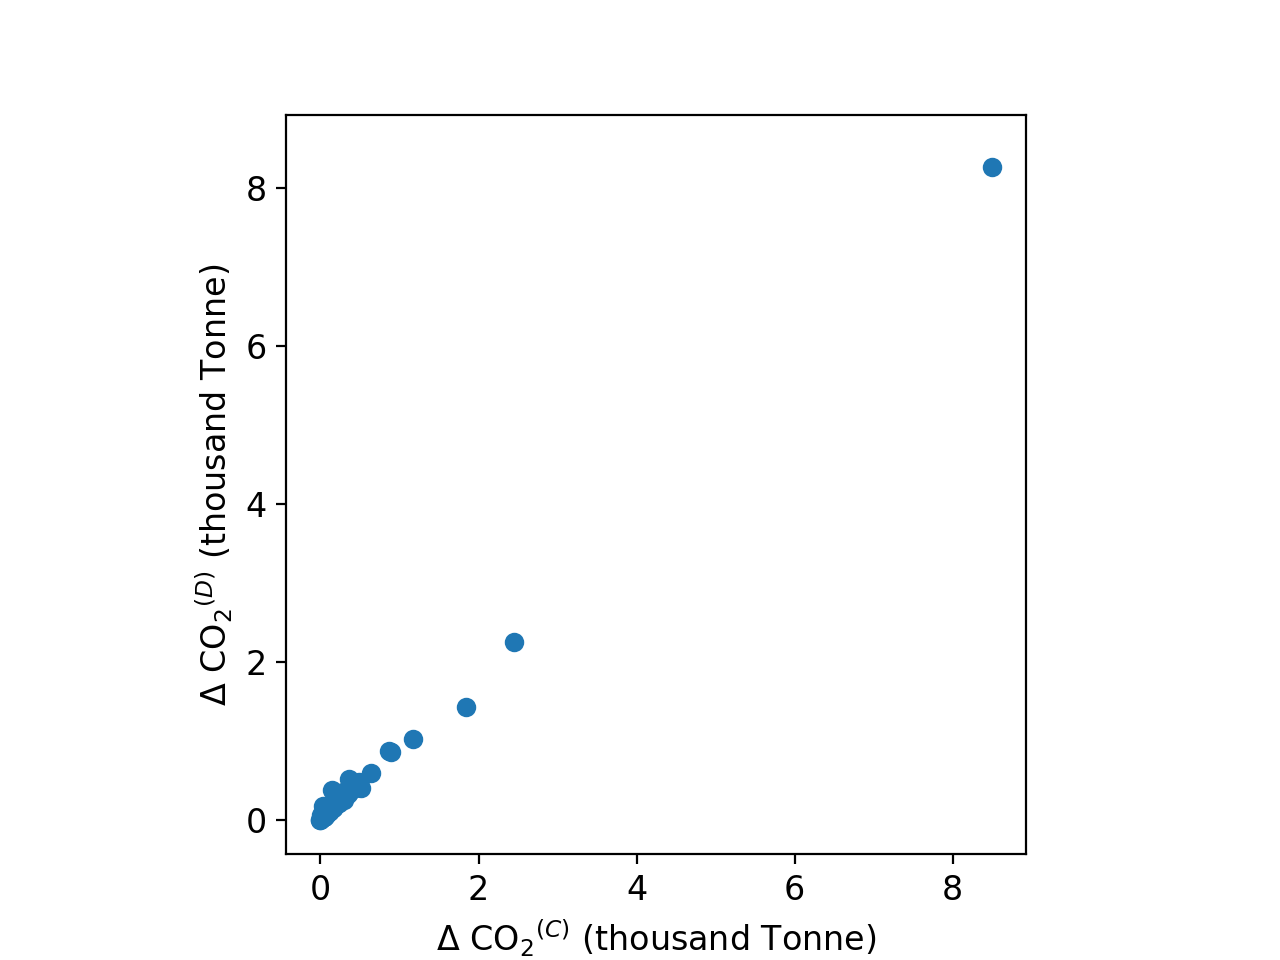 8
6
4
2
0
Δ CO₂⁽ᴰ⁾ (thousand Tonne)
0 2 4 6 8
Δ CO₂⁽ꟲ⁾ (thousand Tonne)